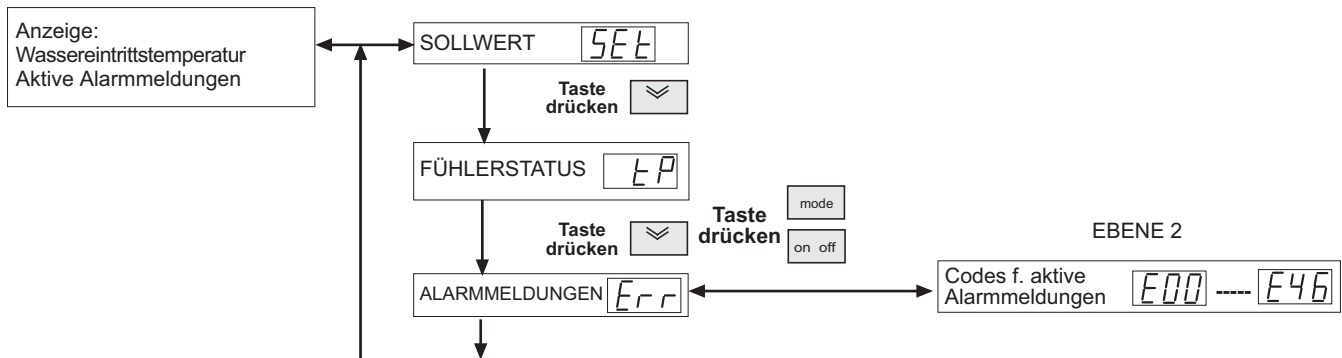 Anzeige:
Wassereintrittstemperatur
Aktive Alarmmeldungen
SOLLWERT SEt
Taste
drücken
FÜHLERSTATUS tP
Taste
drücken
Taste
drücken
mode
on off
ALARMMELDUNGEN Err
EBENE 2
Codes f. aktive
Alarmmeldungen E00 ----- E46